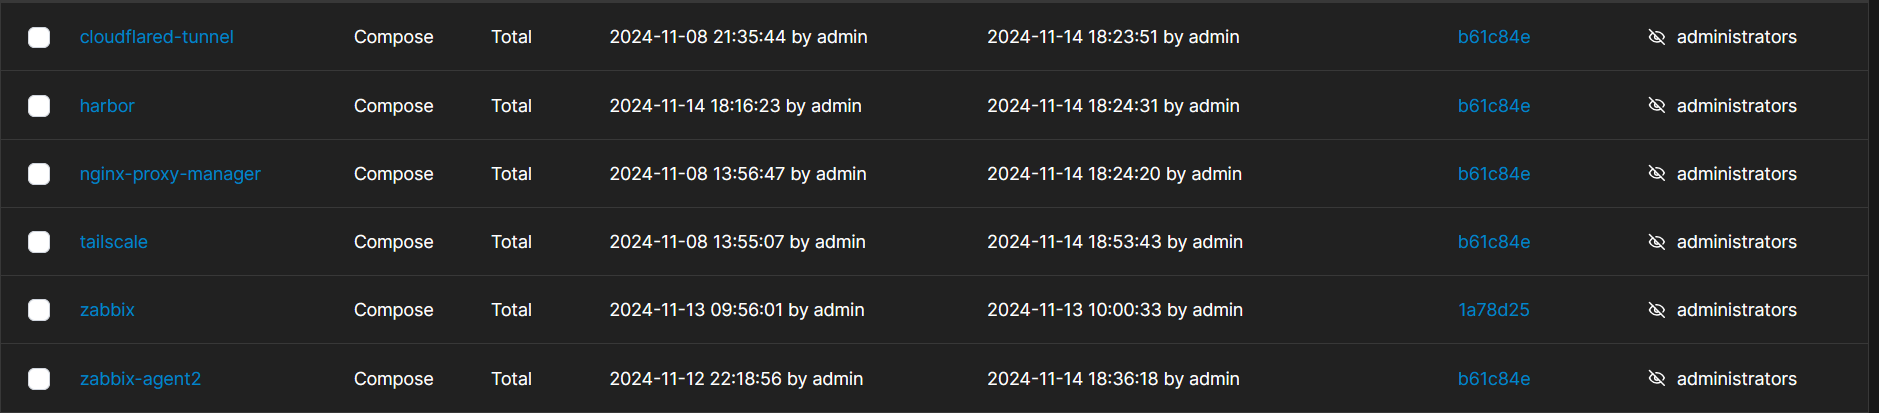 cloudflared-tunnel Compose Total 2024-11-08 21:35:44 by admin 2024-11-14 18:23:51 by admin b61c84e administrators
harbor Compose Total 2024-11-14 18:16:23 by admin 2024-11-14 18:24:31 by admin b61c84e administrators
nginx-proxy-manager Compose Total 2024-11-08 13:56:47 by admin 2024-11-14 18:24:20 by admin b61c84e administrators
tailscale Compose Total 2024-11-08 13:55:07 by admin 2024-11-14 18:53:43 by admin b61c84e administrators
zabbix Compose Total 2024-11-13 09:56:01 by admin 2024-11-13 10:00:33 by admin 1a78d25 administrators
zabbix-agent2 Compose Total 2024-11-12 22:18:56 by admin 2024-11-14 18:36:18 by admin b61c84e administrators